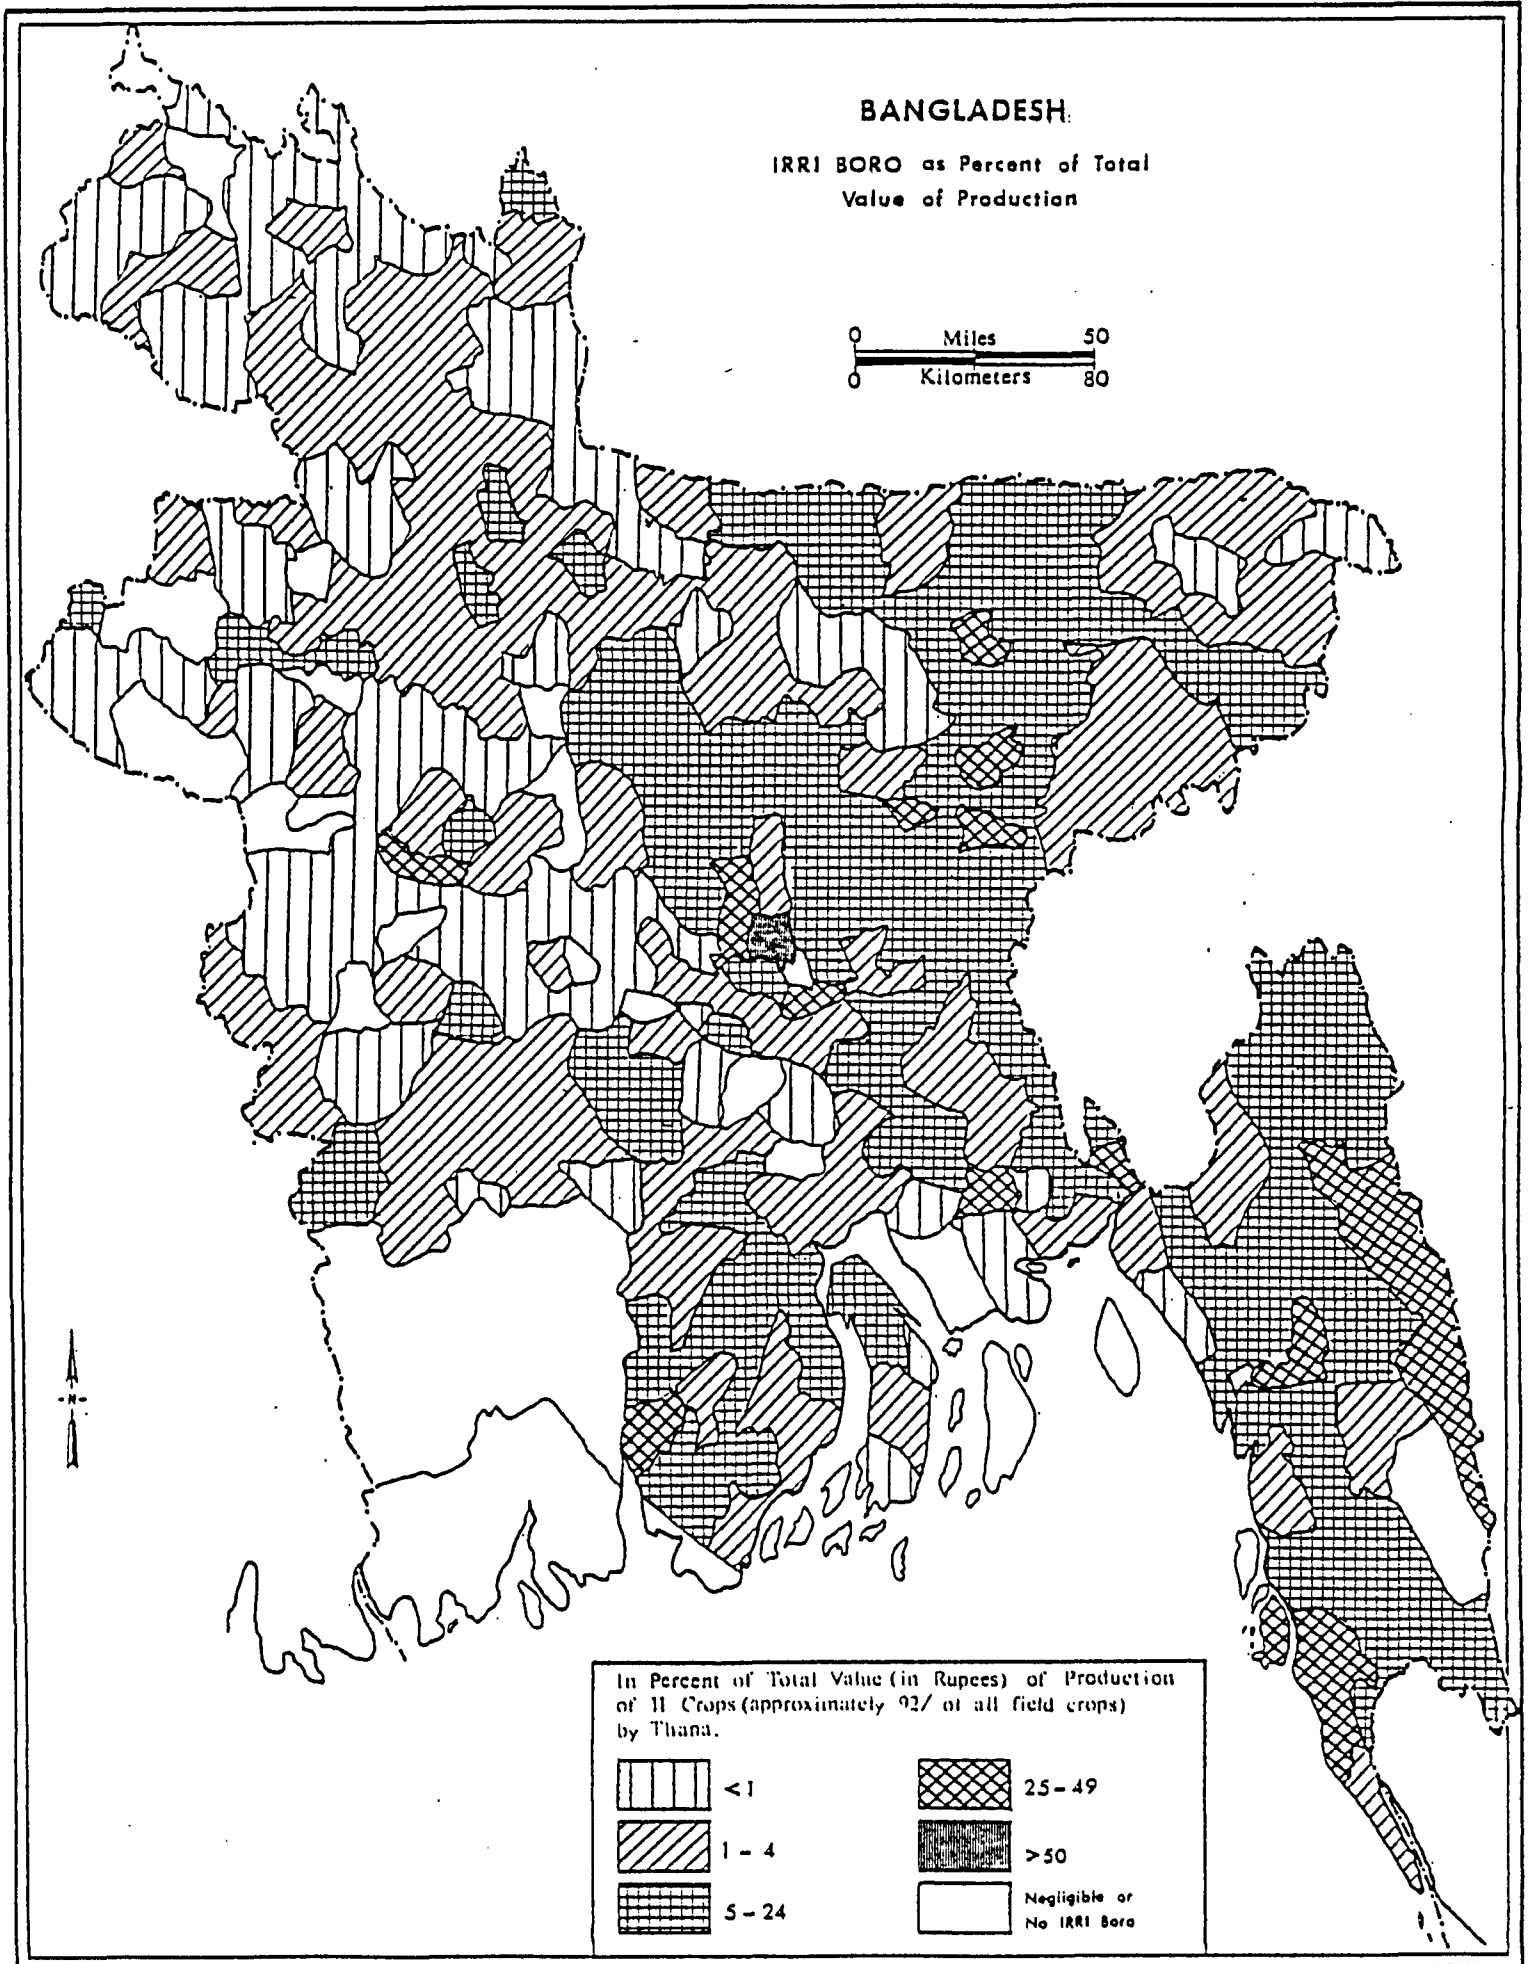 BANGLADESH
IRRI BORO as Percent of Total
Value of Production
0 Miles 50
0 Kilometers 80
N
In Percent of Total Value (in Rupees) of Production
of 11 Crops (approximately 92/ of all field crops)
by Thana.
<1
1-4
5-24
25-49
>50
Negligible or
No IRRI Boro